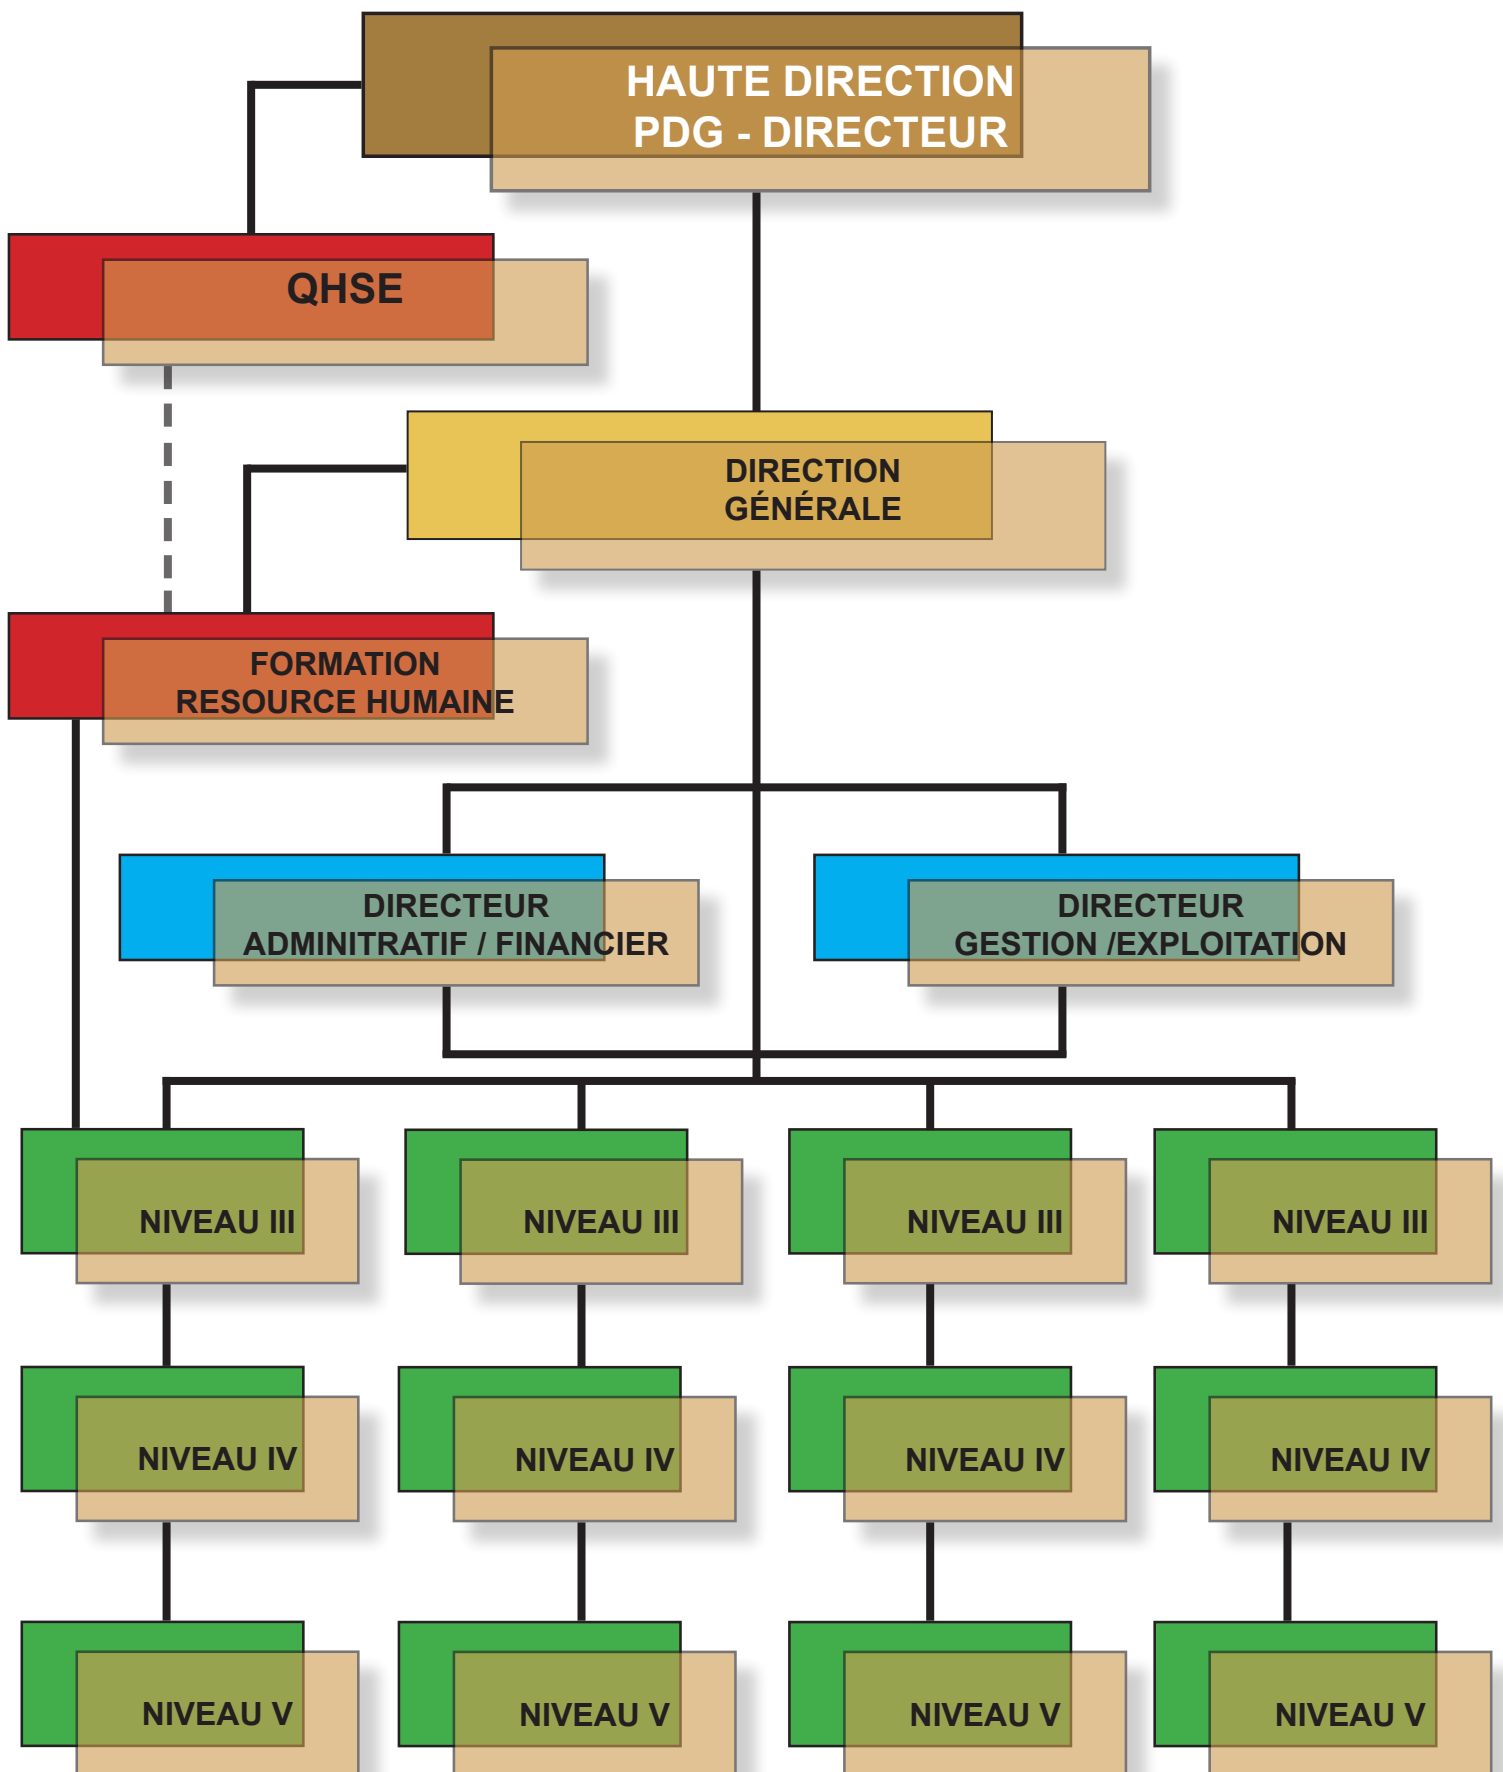 HAUTE DIRECTION
PDG - DIRECTEUR
QHSE
DIRECTION
GÉNÉRALE
FORMATION
RESOURCE HUMAINE
DIRECTEUR
ADMINITRATIF / FINANCIER
DIRECTEUR
GESTION /EXPLOITATION
NIVEAU III
NIVEAU III
NIVEAU III
NIVEAU III
NIVEAU IV
NIVEAU IV
NIVEAU IV
NIVEAU IV
NIVEAU V
NIVEAU V
NIVEAU V
NIVEAU V